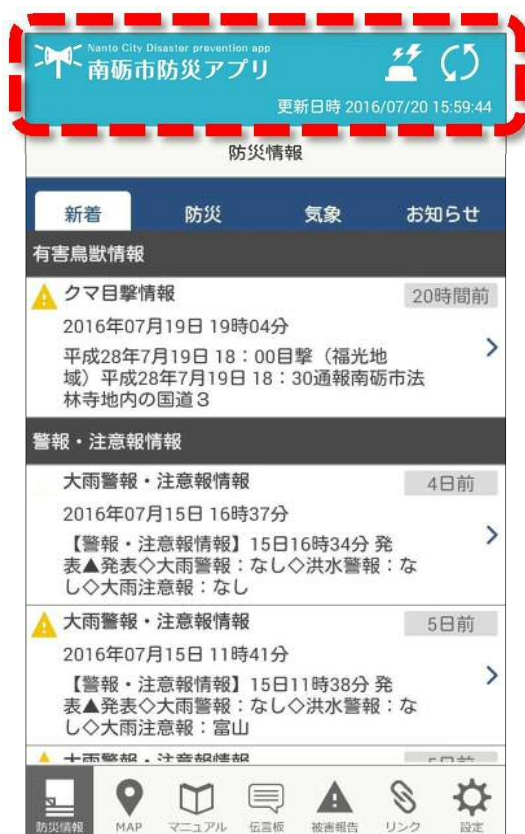 Nanto City Disaster prevention app
南砺市防災アプリ
更新日時 2016/07/20 15:59:44
防災情報
新着 防災 気象 お知らせ
有害鳥獣情報
クマ目撃情報 20時間前
2016年07月19日 19時04分
平成28年7月19日 18：00目撃（福光地
域）平成28年7月19日 18：30通報南砺市法
林寺地内の国道３
警報・注意報情報
大雨警報・注意報情報 4日前
2016年07月15日 16時37分
【警報・注意報情報】15日16時34分 発
表▲発表◇大雨警報：なし◇洪水警報：な
し◇大雨注意報：なし
大雨警報・注意報情報 5日前
2016年07月15日 11時41分
【警報・注意報情報】15日11時38分 発
表▲発表◇大雨警報：なし◇洪水警報：な
し◇大雨注意報：富山
大雨警報・注意報情報 5日前
防災情報 MAP マニュアル 伝言板 被害報告 リンク 設定